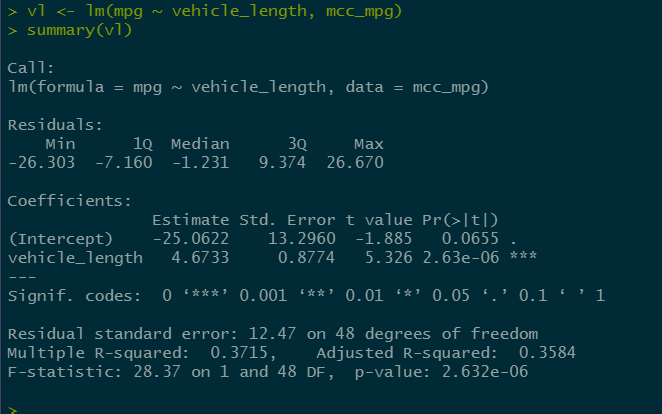 > vl <- lm(mpg ~ vehicle_length, mcc_mpg)
> summary(vl)
Call:
lm(formula = mpg ~ vehicle_length, data = mcc_mpg)
Residuals:
    Min      1Q  Median      3Q     Max
-26.303  -7.160  -1.231   9.374  26.670
Coefficients:
               Estimate Std. Error t value Pr(>|t|)
(Intercept)    -25.0622    13.2960  -1.885   0.0655 .
vehicle_length   4.6733     0.8774   5.326 2.63e-06 ***
---
Signif. codes:  0 ‘***’ 0.001 ‘**’ 0.01 ‘*’ 0.05 ‘.’ 0.1 ‘ ’ 1
Residual standard error: 12.47 on 48 degrees of freedom
Multiple R-squared:  0.3715,    Adjusted R-squared:  0.3584
F-statistic: 28.37 on 1 and 48 DF,  p-value: 2.632e-06
>